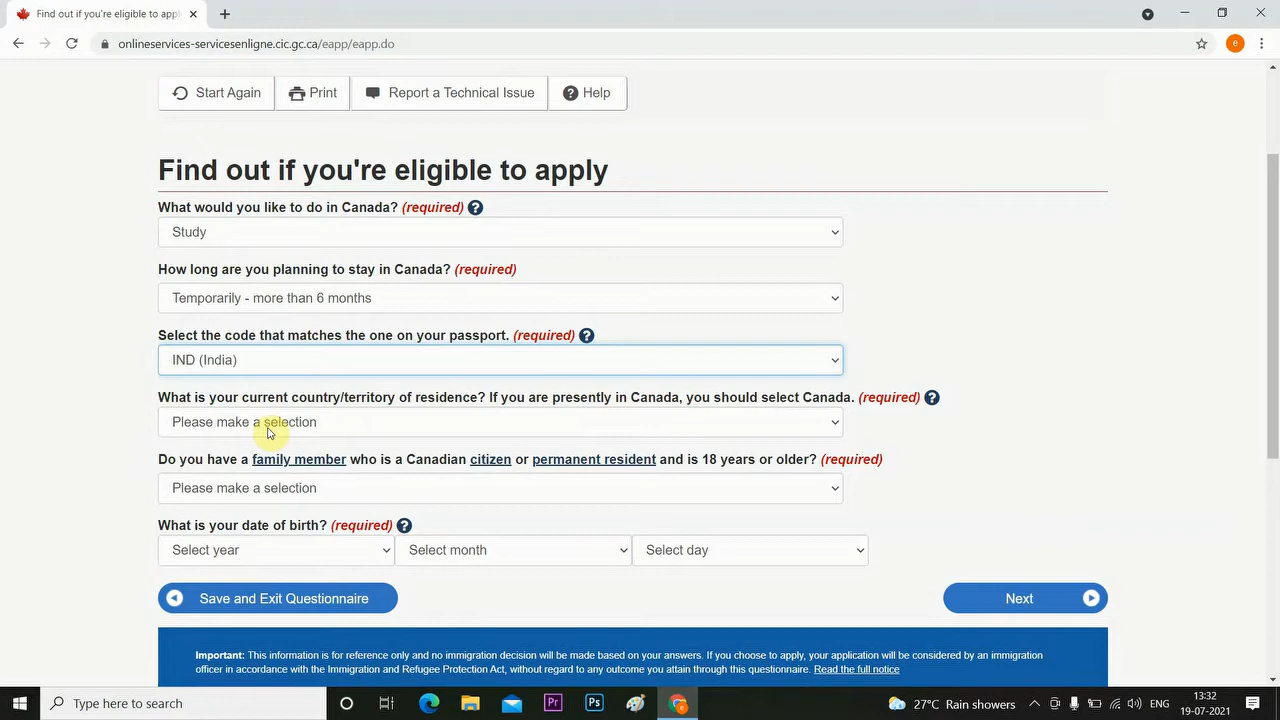 Find out if you're eligible to appl
onlineservices-servicesenligne.cic.gc.ca/eapp/eapp.do
e
Start Again
Print
Report a Technical Issue
Help
Find out if you're eligible to apply
What would you like to do in Canada? (required)
Study
How long are you planning to stay in Canada? (required)
Temporarily - more than 6 months
Select the code that matches the one on your passport. (required)
IND (India)
What is your current country/territory of residence? If you are presently in Canada, you should select Canada. (required)
Please make a selection
Do you have a family member who is a Canadian citizen or permanent resident and is 18 years or older? (required)
Please make a selection
What is your date of birth? (required)
Select year Select month Select day
Save and Exit Questionnaire Next
Important: This information is for reference only and no immigration decision will be made based on your answers. If you choose to apply, your application will be considered by an immigration
officer in accordance with the Immigration and Refugee Protection Act, without regard to any outcome you attain through this questionnaire. Read the full notice
Type here to search
Pr
Ps
27°C Rain showers
ENG
13:32
19-07-2021